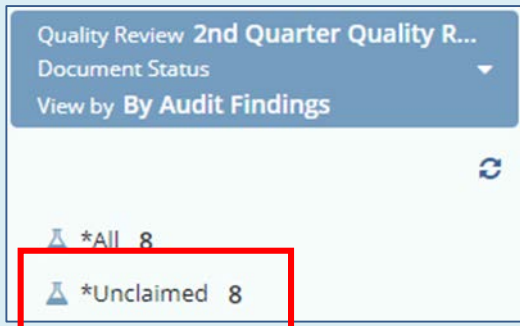 Quality Review 2nd Quarter Quality R...
Document Status
View by By Audit Findings
*All 8
*Unclaimed 8